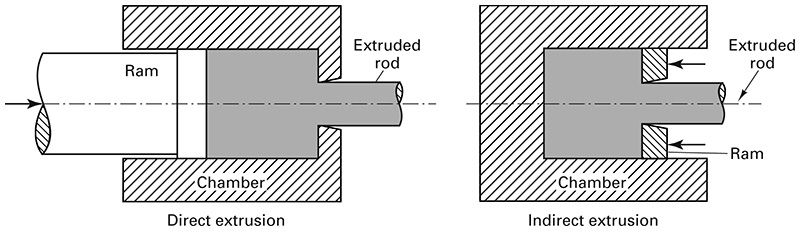 Ram
Extruded
rod
Chamber
Direct extrusion
Extruded
rod
Ram
Chamber
Indirect extrusion